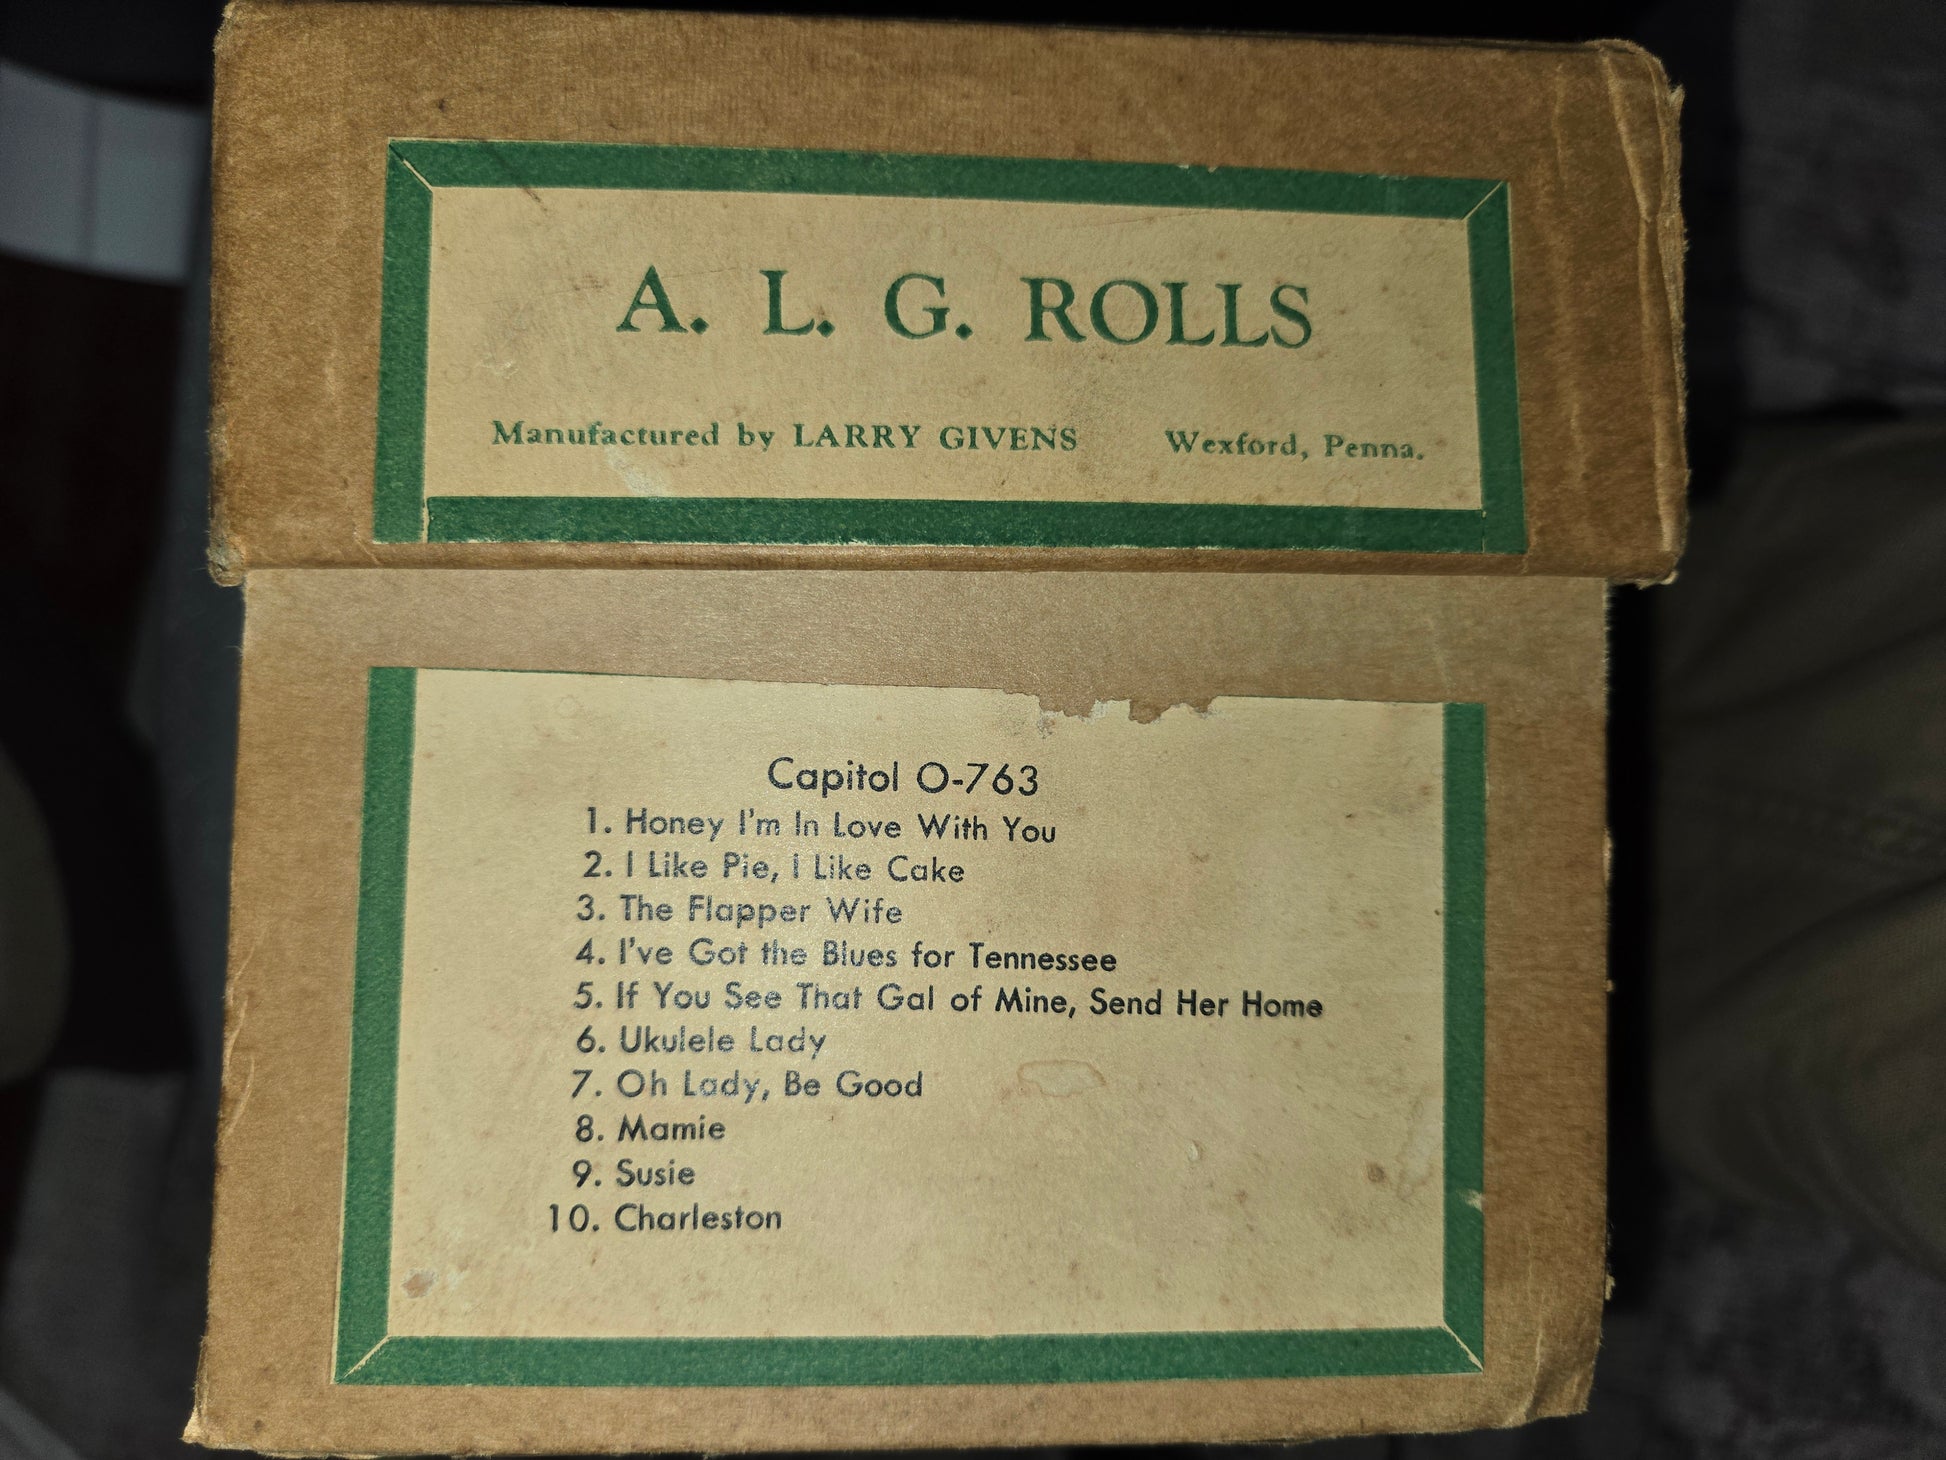 A. L. G. ROLLS
Manufactured by LARRY GIVENS Wexford, Penna.
Capitol O-763
1. Honey I'm In Love With You
2. I Like Pie, I Like Cake
3. The Flapper Wife
4. I've Got the Blues for Tennessee
5. If You See That Gal of Mine, Send Her Home
6. Ukulele Lady
7. Oh Lady, Be Good
8. Mamie
9. Susie
10. Charleston